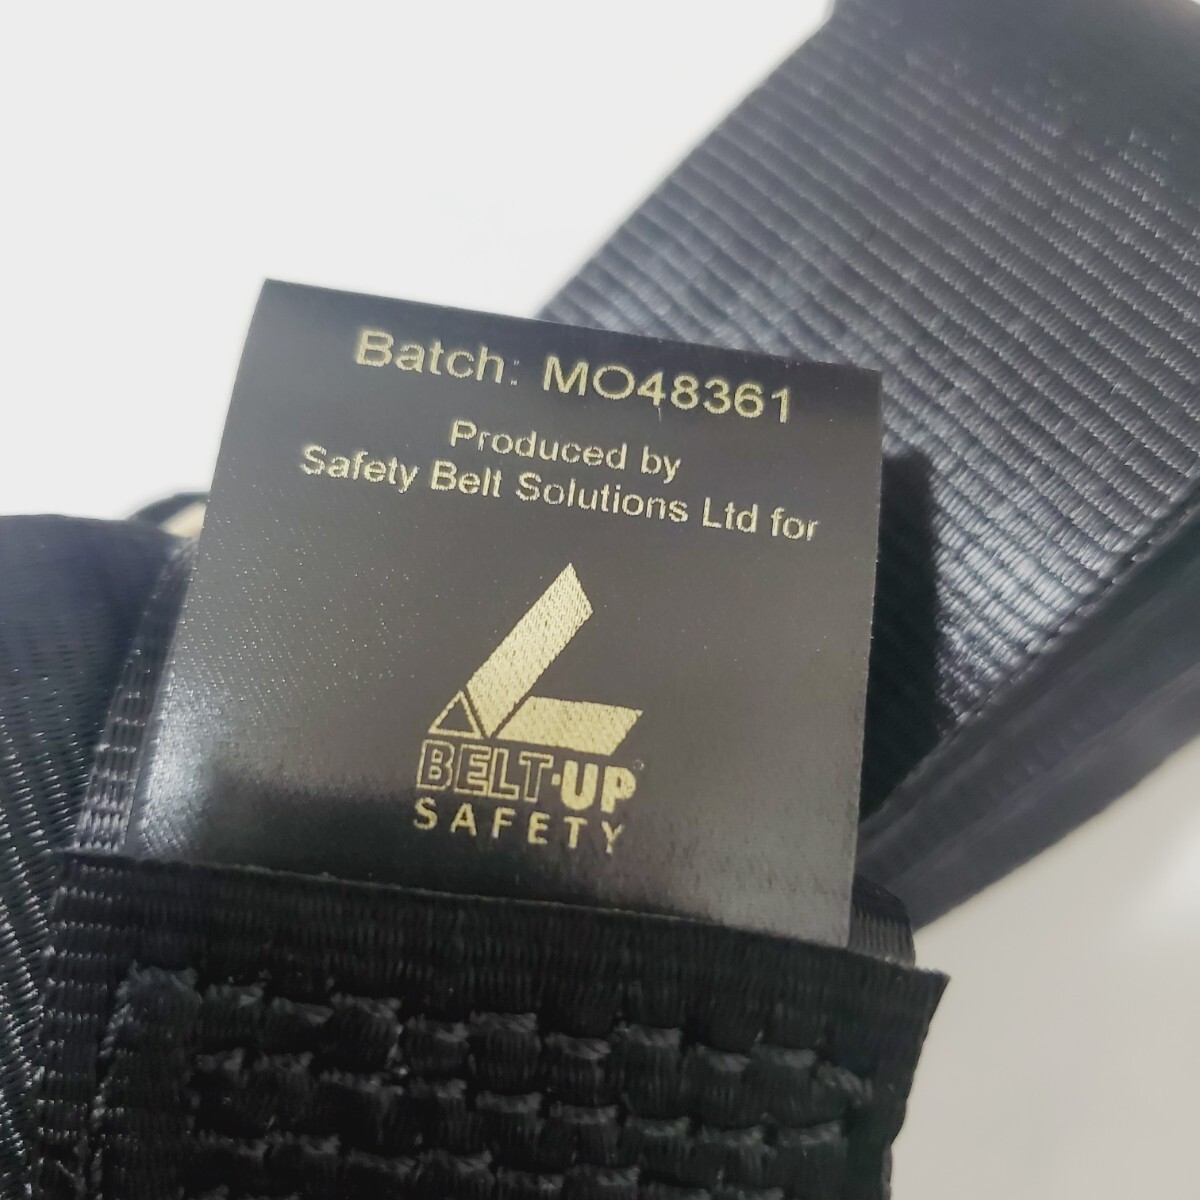 Batch: MO48361
Produced by
Safety Belt Solutions Ltd for
BELT·UP
SAFETY